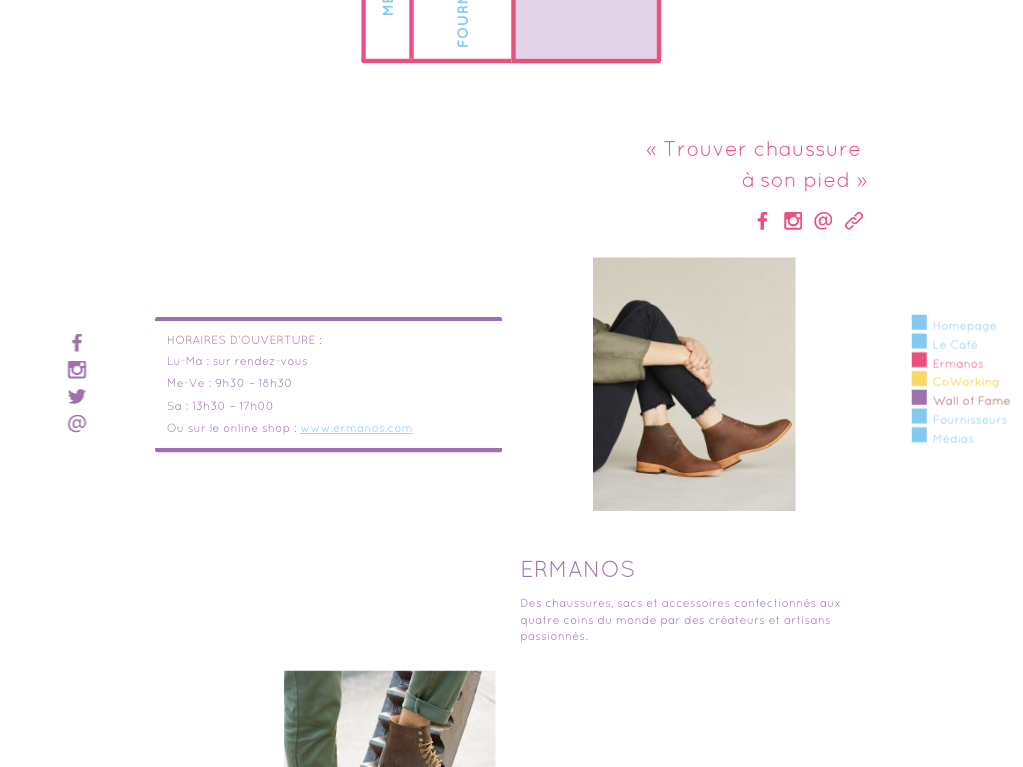 « Trouver chaussure
à son pied »
HORAIRES D'OUVERTURE :
Lu-Ma : sur rendez-vous
Me-Ve : 9h30 – 18h30
Sa : 13h30 – 17h00
Ou sur le online shop : www.ermanos.com
Homepage
Le Café
Ermanos
CoWorking
Wall of Fame
Fournisseurs
Médias
ERMANOS
Des chaussures, sacs et accessoires confectionnés aux
quatre coins du monde par des créateurs et artisans
passionnés.